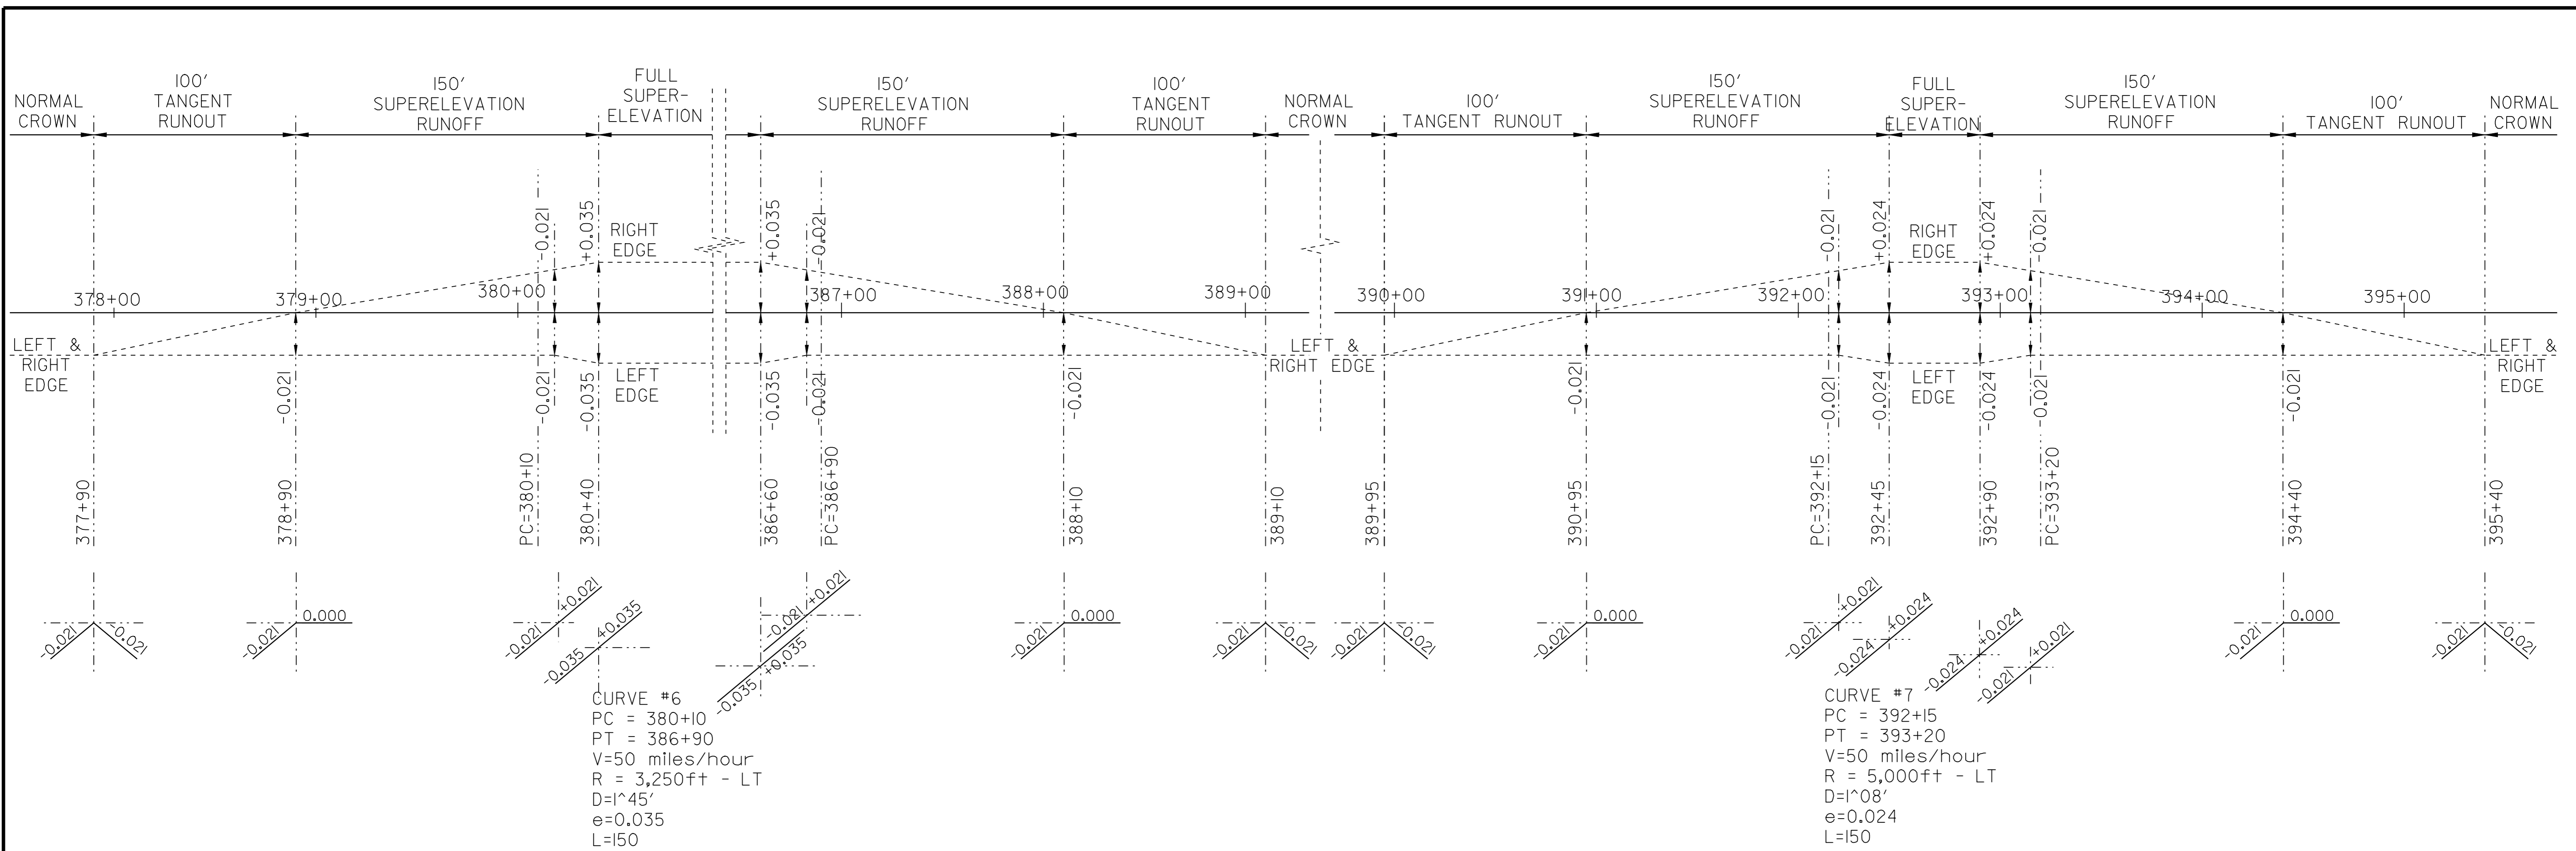 NORMAL
CROWN
100'
TANGENT
RUNOUT
150'
SUPERELEVATION
RUNOFF
FULL
SUPER-
ELEVATION
150'
SUPERELEVATION
RUNOFF
100'
TANGENT
RUNOUT
NORMAL
CROWN
100'
TANGENT RUNOUT
150'
SUPERELEVATION
RUNOFF
FULL
SUPER-
ELEVATION
150'
SUPERELEVATION
RUNOFF
100'
TANGENT RUNOUT
NORMAL
CROWN
-0.021
+0.035
RIGHT
EDGE
+0.035
-0.021
-0.021
+0.024
RIGHT
EDGE
+0.024
-0.021
378+00
379+00
380+00
387+00
388+00
389+00
390+00
391+00
392+00
393+00
394+00
395+00
LEFT &
RIGHT
EDGE
-0.021
-0.021
-0.035
LEFT
EDGE
-0.035
-0.021
-0.021
LEFT &
RIGHT EDGE
-0.021
-0.021
-0.024
LEFT
EDGE
-0.024
-0.021
-0.021
LEFT &
RIGHT
EDGE
377+90
378+90
PC=380+10
380+40
386+60
PC=386+90
388+10
389+10
389+95
390+95
PC=392+15
392+45
392+90
PC=393+20
394+40
395+40
-0.021
-0.021
-0.021
0.000
-0.021
+0.021
-0.035
+0.035
-0.021
+0.021
-0.035
+0.035
-0.021
0.000
-0.021
-0.021
-0.021
-0.021
-0.021
0.000
-0.021
+0.021
-0.024
+0.024
-0.024
+0.024
-0.021
+0.021
-0.021
0.000
-0.021
-0.021
CURVE #6
PC = 380+10
PT = 386+90
V=50 miles/hour
R = 3,250ft - LT
D=1^45'
e=0.035
L=150
CURVE #7
PC = 392+15
PT = 393+20
V=50 miles/hour
R = 5,000ft - LT
D=1^08'
e=0.024
L=150